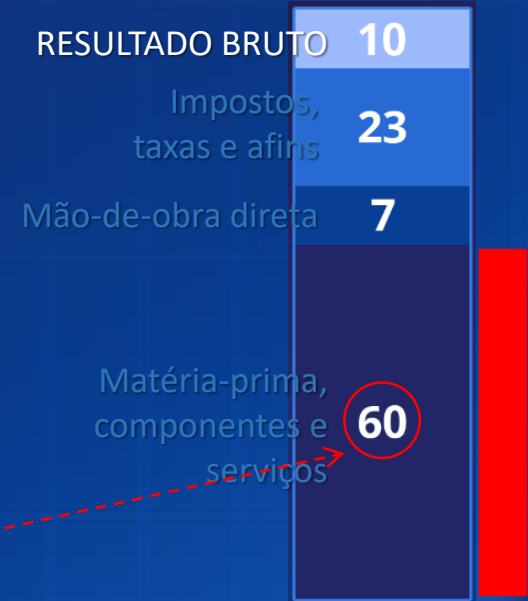 RESULTADO BRUTO 10
Impostos,
taxas e afins
23
Mão-de-obra direta 7
Matéria-prima,
componentes e
serviços
60